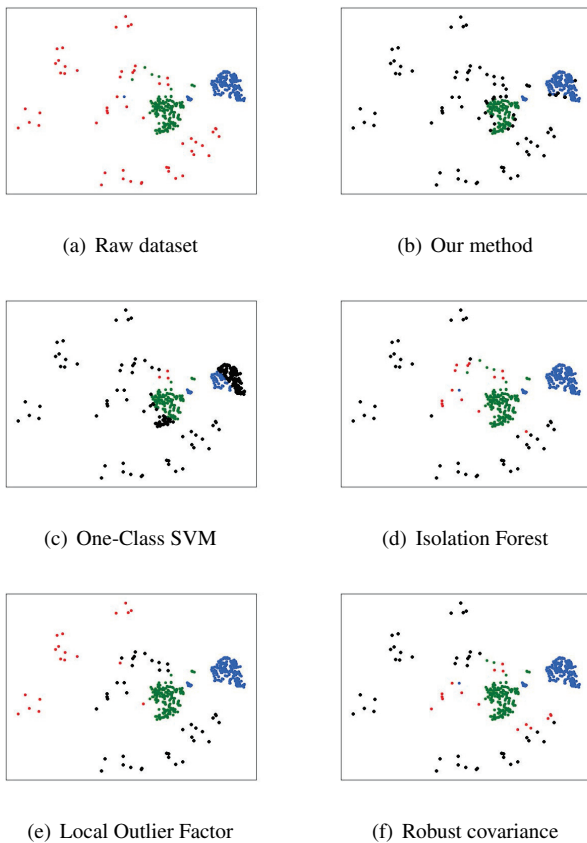 (a) Raw dataset
(b) Our method
(c) One-Class SVM
(d) Isolation Forest
(e) Local Outlier Factor
(f) Robust covariance